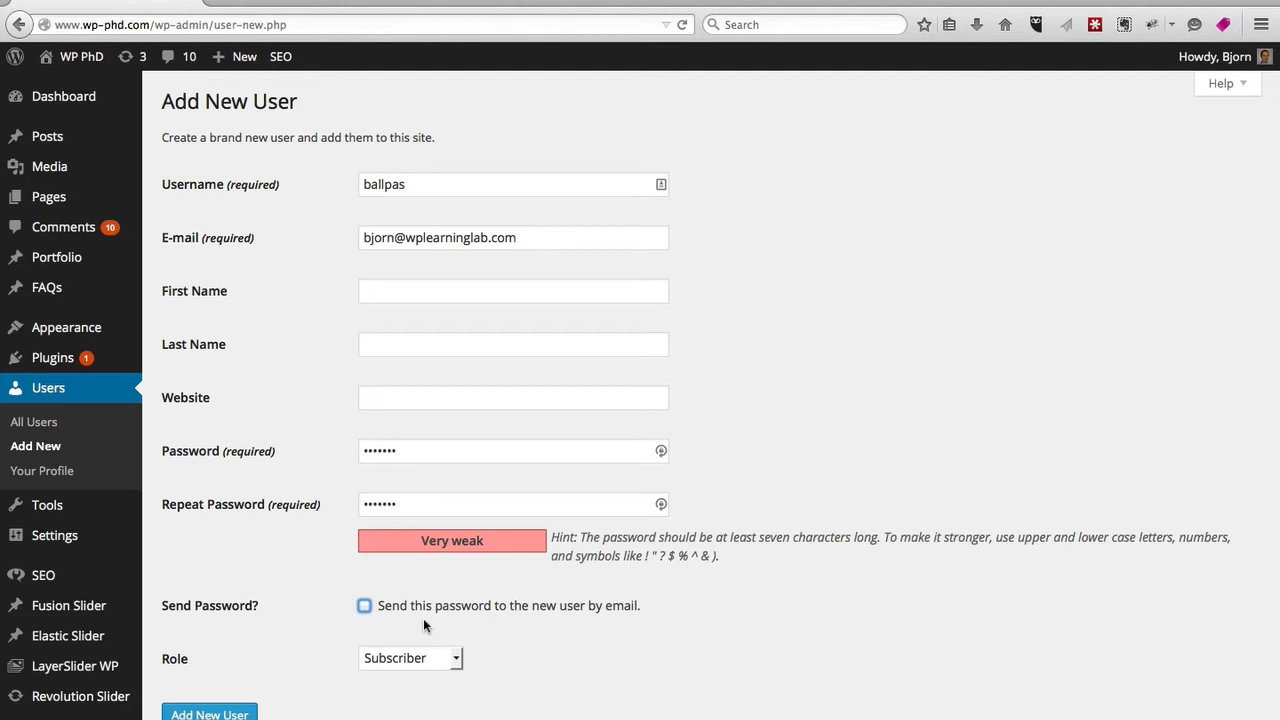 www.wp-phd.com/wp-admin/user-new.php
Search
WP PhD
3
10
New
SEO
Howdy, Bjorn
Help
Dashboard
Posts
Media
Pages
Comments 10
Portfolio
FAQs
Appearance
Plugins 1
Users
All Users
Add New
Your Profile
Tools
Settings
SEO
Fusion Slider
Elastic Slider
LayerSlider WP
Revolution Slider
Add New User
Create a brand new user and add them to this site.
Username (required)
ballpas
E-mail (required)
bjorn@wplearninglab.com
First Name
Last Name
Website
Password (required)
•••••••
Repeat Password (required)
•••••••
Very weak
Hint: The password should be at least seven characters long. To make it stronger, use upper and lower case letters, numbers,
and symbols like ! " ? $ % ^ & ).
Send Password?
Send this password to the new user by email.
Role
Subscriber
Add New User